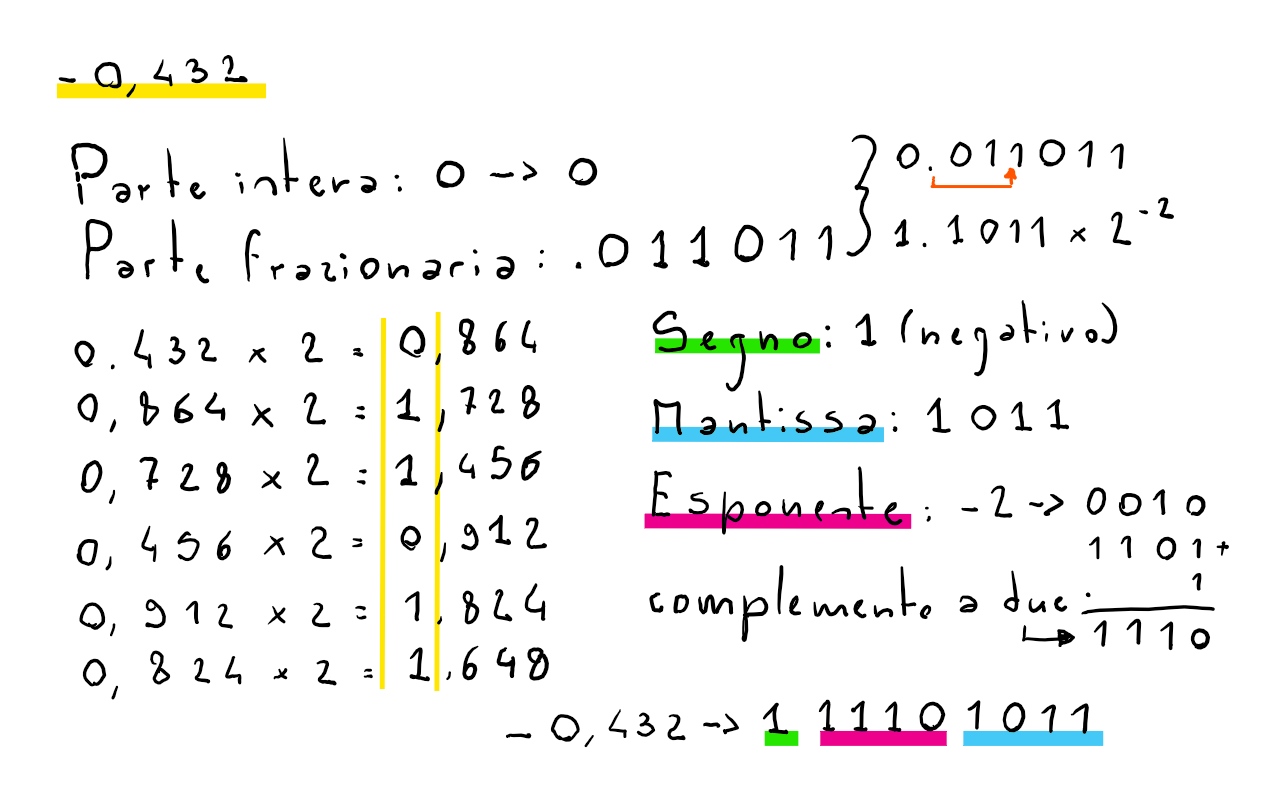 - 0,432
Parte intera: 0 -> 0
Parte frazionaria: .011011
0.011011
1.1011 × 2^-2
0.432 × 2 = 0,864
0,864 × 2 = 1,728
0,728 × 2 = 1,456
0,456 × 2 = 0,912
0,912 × 2 = 1,824
0,824 × 2 = 1,648
Segno: 1 (negativo)
Mantissa: 1011
Esponente: -2 -> 0010
1101+
1
complemento a due:
1110
- 0,432 -> 1 1110 1011